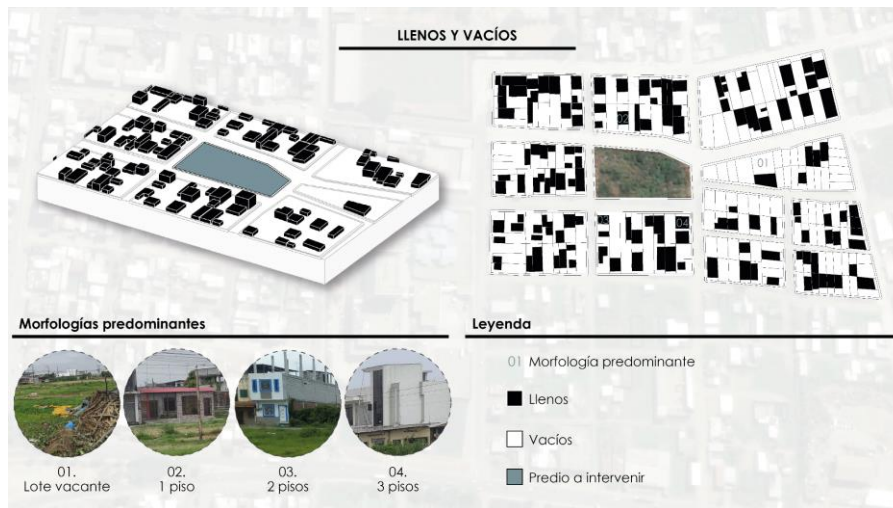 LLENOS Y VACÍOS
02
01
03
04
Morfologías predominantes
01.
Lote vacante
02.
1 piso
03.
2 pisos
04.
3 pisos
Leyenda
01 Morfología predominante
Llenos
Vacíos
Predio a intervenir